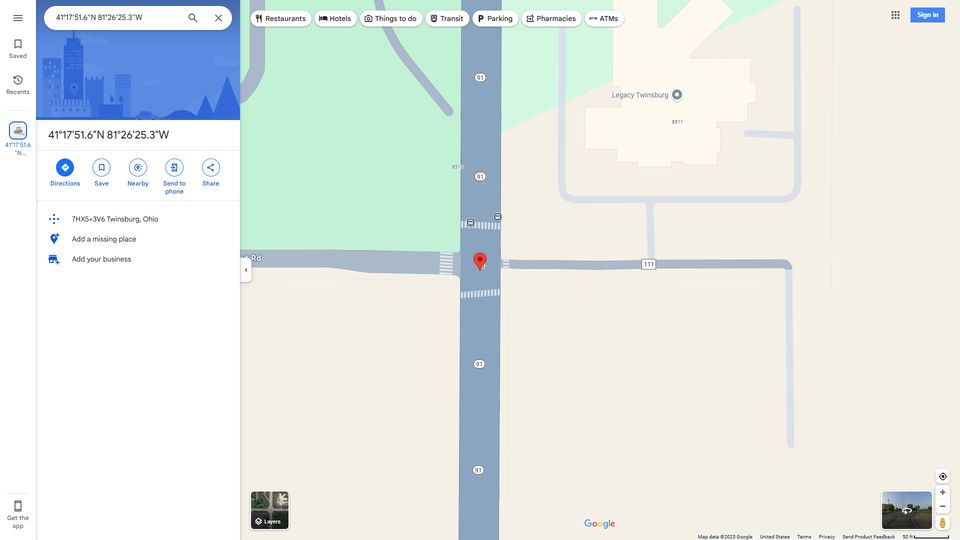 41°17'51.6"N 81°26'25.3"W
Restaurants
Hotels
Things to do
Transit
Parking
Pharmacies
ATMs
Sign in
Saved
Recents
41°17'51.6
"N...
Get the
app
41°17'51.6"N 81°26'25.3"W
Directions
Save
Nearby
Send to
phone
Share
7HX5+3V6 Twinsburg, Ohio
Add a missing place
Add your business
91
Legacy Twinsburg
8511
91
Rd
111
91
91
Layers
Google
Map data ©2025 Google
United States
Terms
Privacy
Send Product Feedback
50 ft